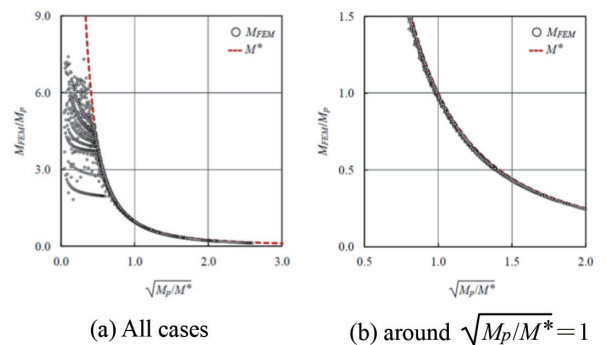 9.0
6.0
3.0
0.0
M_FEM/M_p
M_FEM
M*
0.0 1.0 2.0 3.0
√M_p/M*
(a) All cases
1.5
1.0
0.5
0.0
M_FEM/M_p
M_FEM
M*
0.5 1.0 1.5 2.0
√M_p/M*
(b) around √M_p/M* = 1